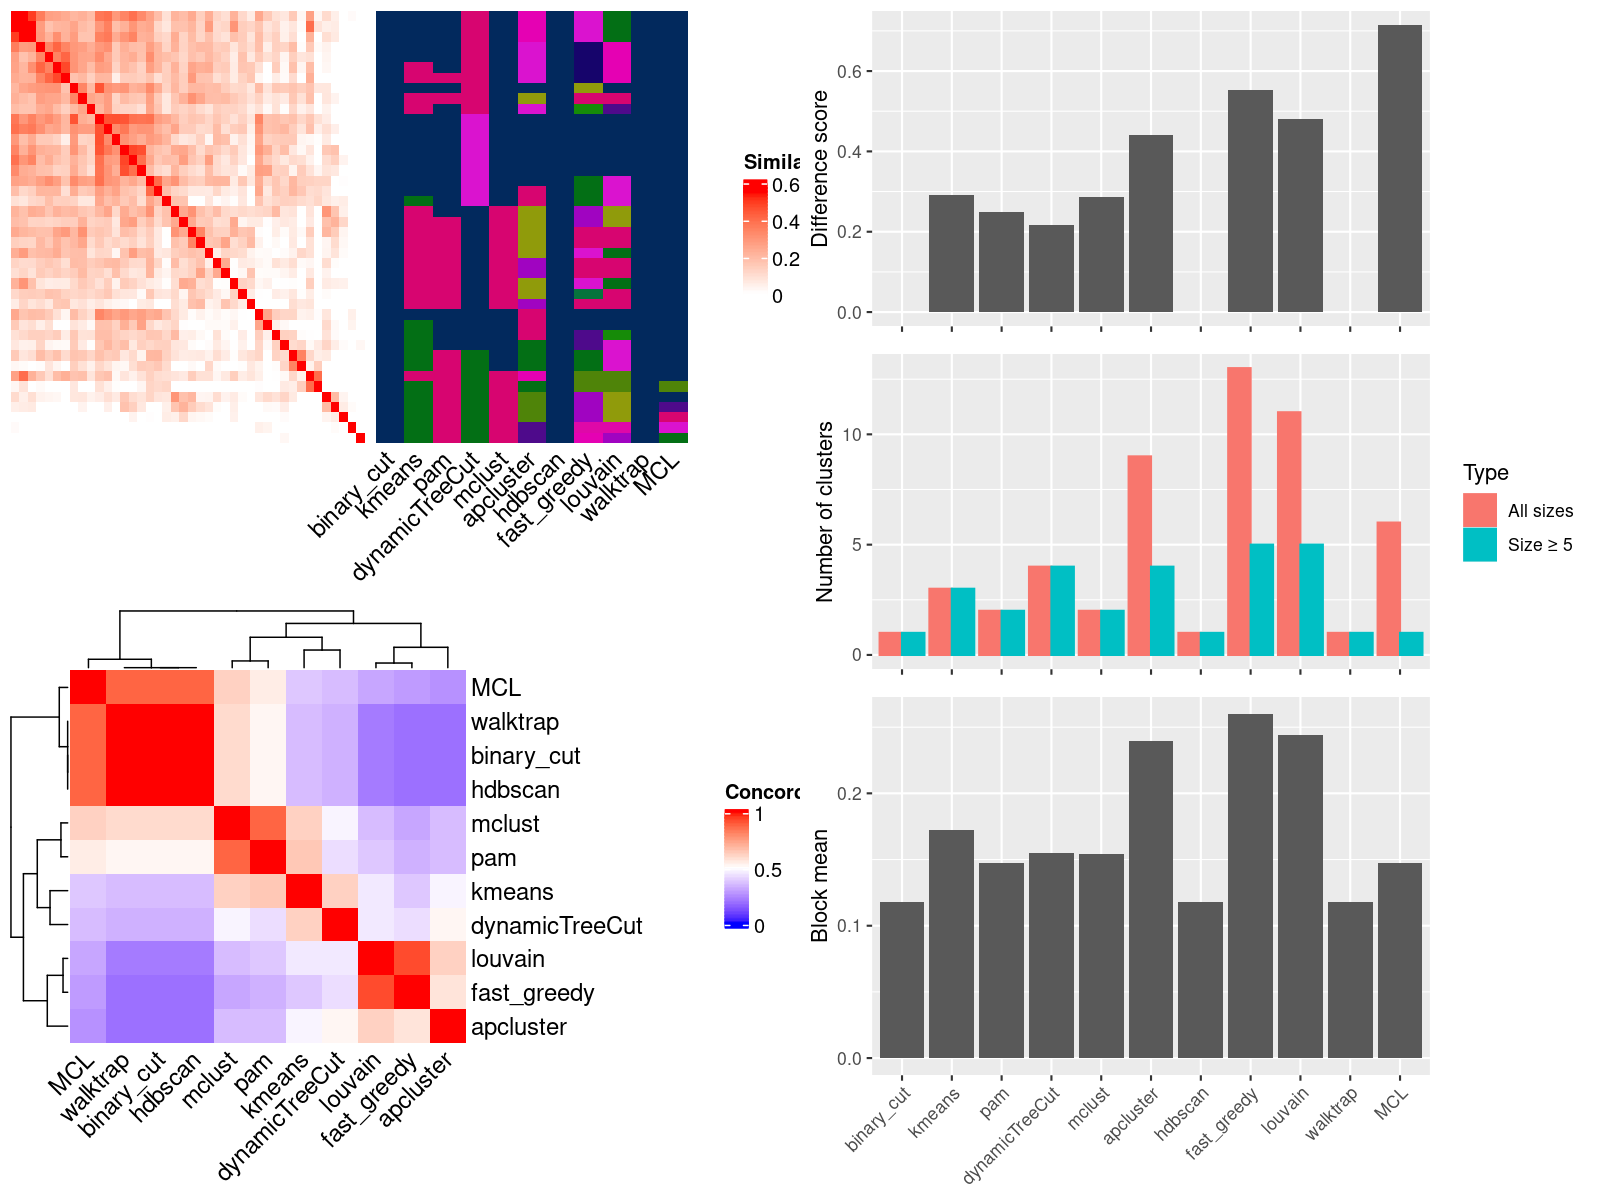 Simila
0.6
0.4
0.2
0
binary_cut
kmeans
pam
dynamicTreeCut
mclust
apcluster
hdbscan
fast_greedy
louvain
walktrap
MCL
Difference score
0.6
0.4
0.2
0.0
Number of clusters
10
5
0
Type
All sizes
Size ≥ 5
MCL
walktrap
binary_cut
hdbscan
mclust
pam
kmeans
dynamicTreeCut
louvain
fast_greedy
apcluster
MCL
walktrap
binary_cut
hdbscan
mclust
pam
kmeans
dynamicTreeCut
louvain
fast_greedy
apcluster
Concord
1
0.5
0
Block mean
0.2
0.1
0.0
binary_cut
kmeans
pam
dynamicTreeCut
mclust
apcluster
hdbscan
fast_greedy
louvain
walktrap
MCL